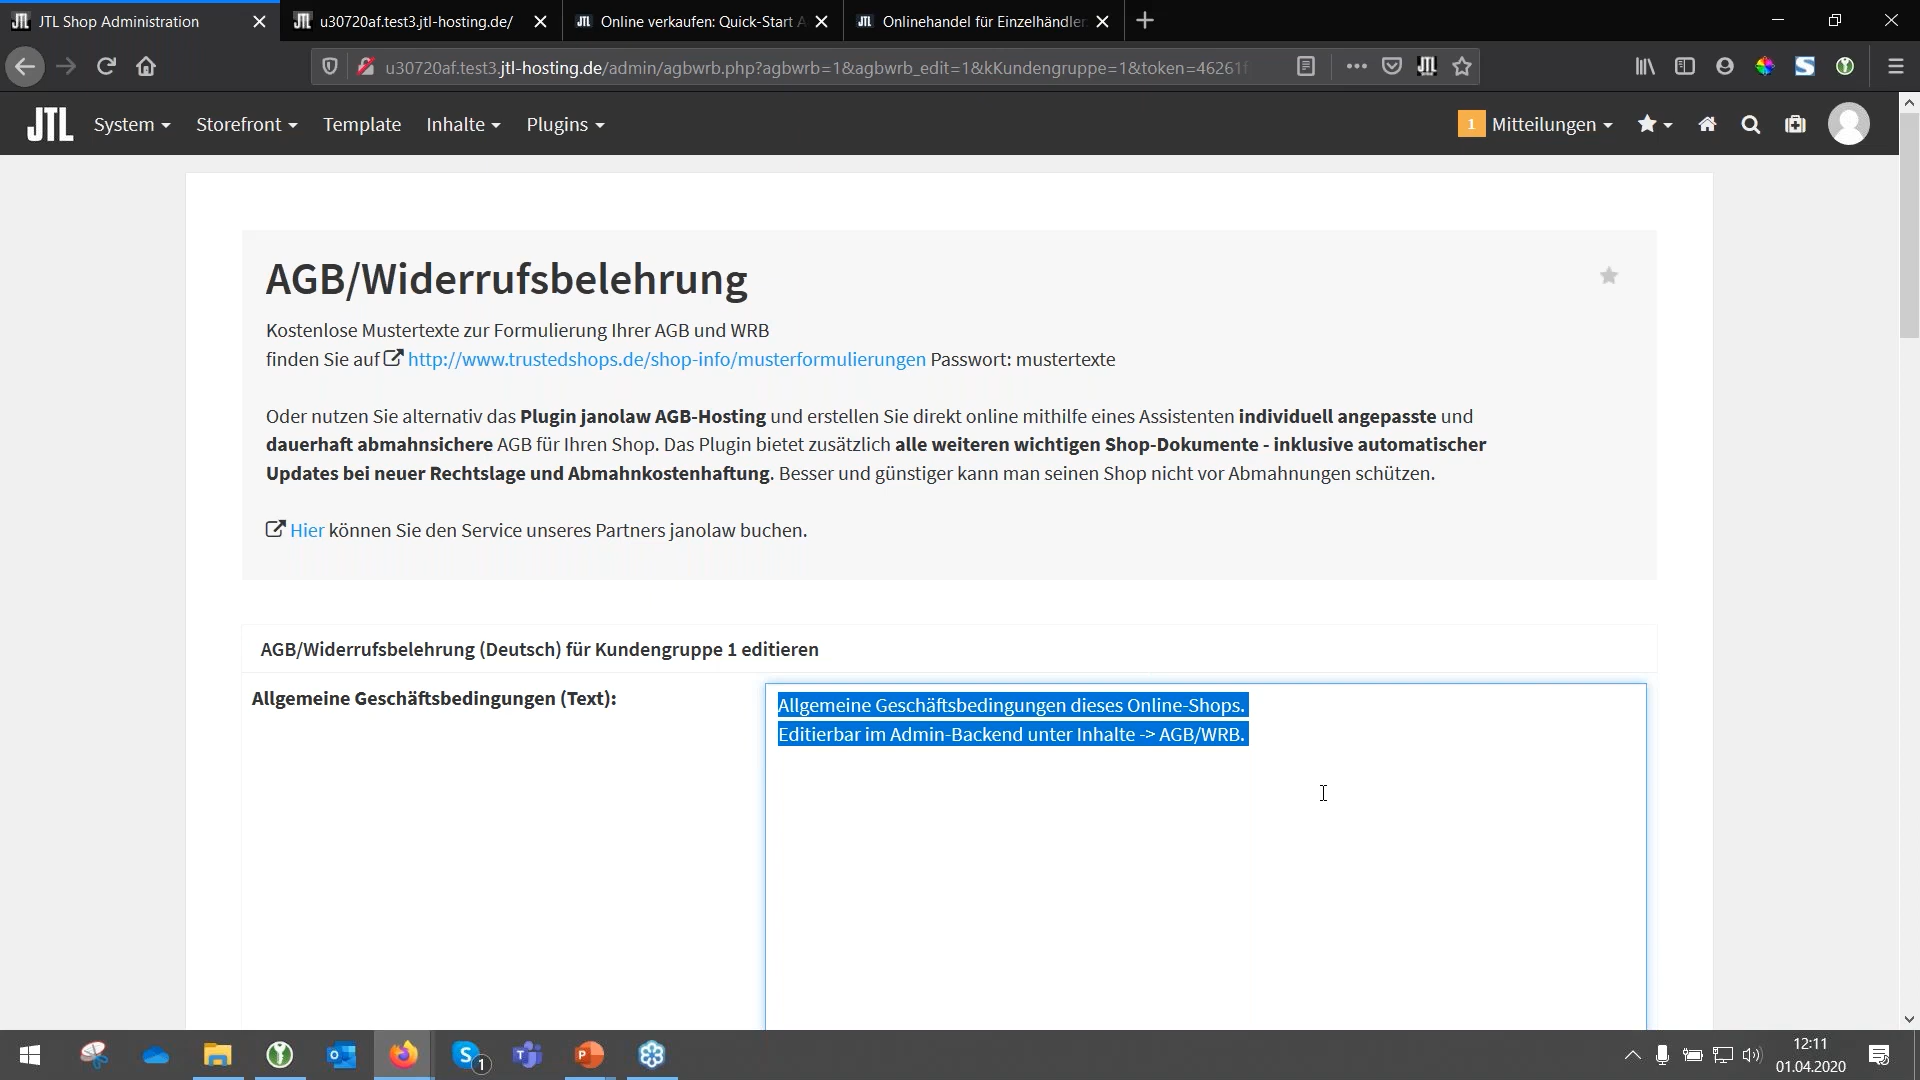 JTL Shop Administration
u30720af.test3.jtl-hosting.de/
Online verkaufen: Quick-Start A
Onlinehandel für Einzelhändler
u30720af.test3.jtl-hosting.de/admin/agbwrb.php?agbwrb=1&agbwrb_edit=1&kKundengruppe=1&token=46261
JTL
System
Storefront
Template
Inhalte
Plugins
1
Mitteilungen
AGB/Widerrufsbelehrung
Kostenlose Mustertexte zur Formulierung Ihrer AGB und WRB
finden Sie auf http://www.trustedshops.de/shop-info/musterformulierungen Passwort: mustertexte
Oder nutzen Sie alternativ das Plugin janolaw AGB-Hosting und erstellen Sie direkt online mithilfe eines Assistenten individuell angepasste und
dauerhaft abmahnsichere AGB für Ihren Shop. Das Plugin bietet zusätzlich alle weiteren wichtigen Shop-Dokumente - inklusive automatischer
Updates bei neuer Rechtslage und Abmahnkostenhaftung. Besser und günstiger kann man seinen Shop nicht vor Abmahnungen schützen.
Hier können Sie den Service unseres Partners janolaw buchen.
AGB/Widerrufsbelehrung (Deutsch) für Kundengruppe 1 editieren
Allgemeine Geschäftsbedingungen (Text):
Allgemeine Geschäftsbedingungen dieses Online-Shops.
Editierbar im Admin-Backend unter Inhalte -> AGB/WRB.
1
12:11
01.04.2020